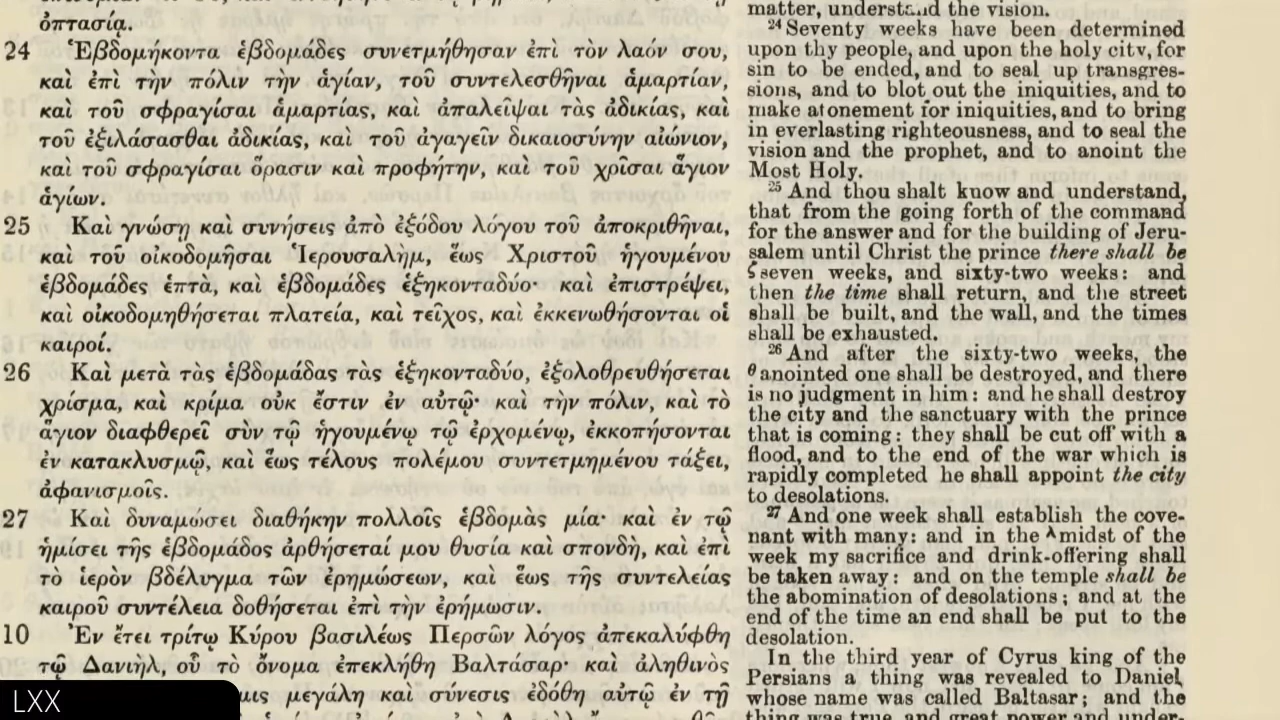 ὀπτασίᾳ.
24 Ἑβδομήκοντα ἑβδομάδες συνετμήθησαν ἐπὶ τὸν λαόν σου,
καὶ ἐπὶ τὴν πόλιν τὴν ἁγίαν, τοῦ συντελεσθῆναι ἁμαρτίαν,
καὶ τοῦ σφραγίσαι ἁμαρτίας, καὶ ἀπαλεῖψαι τὰς ἀδικίας, καὶ
τοῦ ἐξιλάσασθαι ἀδικίας, καὶ τοῦ ἀγαγεῖν δικαιοσύνην αἰώνιον,
καὶ τοῦ σφραγίσαι ὅρασιν καὶ προφήτην, καὶ τοῦ χρῖσαι ἅγιον
ἁγίων.
25 Καὶ γνώσῃ καὶ συνήσεις ἀπὸ ἐξόδου λόγου τοῦ ἀποκριθῆναι,
καὶ τοῦ οἰκοδομῆσαι Ἱερουσαλὴμ, ἕως Χριστοῦ ἡγουμένου
ἑβδομάδες ἑπτὰ, καὶ ἑβδομάδες ἑξηκονταδύο· καὶ ἐπιστρέψει,
καὶ οἰκοδομηθήσεται πλατεία, καὶ τεῖχος, καὶ ἐκκενωθήσονται οἱ
καιροί.
26 Καὶ μετὰ τὰς ἑβδομάδας τὰς ἑξηκονταδύο, ἐξολοθρευθήσεται
χρίσμα, καὶ κρίμα οὐκ ἔστιν ἐν αὐτῷ· καὶ τὴν πόλιν, καὶ τὸ
ἅγιον διαφθερεῖ σὺν τῷ ἡγουμένῳ τῷ ἐρχομένῳ, ἐκκοπήσονται
ἐν κατακλυσμῷ, καὶ ἕως τέλους πολέμου συντετμημένου τάξει,
ἀφανισμοῖς.
27 Καὶ δυναμώσει διαθήκην πολλοῖς ἑβδομὰς μία· καὶ ἐν τῷ
ἡμίσει τῆς ἑβδομάδος ἀρθήσεταί μου θυσία καὶ σπονδὴ, καὶ ἐπὶ
τὸ ἱερὸν βδέλυγμα τῶν ἐρημώσεων, καὶ ἕως τῆς συντελείας
καιροῦ συντέλεια δοθήσεται ἐπὶ τὴν ἐρήμωσιν.
10 Ἐν ἔτει τρίτῳ Κύρου βασιλέως Περσῶν λόγος ἀπεκαλύφθη
τῷ Δανιὴλ, οὗ τὸ ὄνομα ἐπεκλήθη Βαλτάσαρ· καὶ ἀληθινὸς
μεγάλη καὶ σύνεσις ἐδόθη αὐτῷ ἐν τῇ
matter, understand the vision.
24 Seventy weeks have been determined
upon thy people, and upon the holy city, for
sin to be ended, and to seal up transgres-
sions, and to blot out the iniquities, and to
make atonement for iniquities, and to bring
in everlasting righteousness, and to seal the
vision and the prophet, and to anoint the
Most Holy.
25 And thou shalt know and understand,
that from the going forth of the command
for the answer and for the building of Jeru-
salem until Christ the prince there shall be
ζ seven weeks, and sixty-two weeks: and
then the time shall return, and the street
shall be built, and the wall, and the times
shall be exhausted.
26 And after the sixty-two weeks, the
θ anointed one shall be destroyed, and there
is no judgment in him: and he shall destroy
the city and the sanctuary with the prince
that is coming: they shall be cut off with a
flood, and to the end of the war which is
rapidly completed he shall appoint the city
to desolations.
27 And one week shall establish the cove-
nant with many: and in the λ midst of the
week my sacrifice and drink-offering shall
be taken away: and on the temple shall be
the abomination of desolations; and at the
end of the time an end shall be put to the
desolation.
In the third year of Cyrus king of the
Persians a thing was revealed to Daniel,
whose name was called Baltasar; and the
thing was true, and great power and under-
LXX